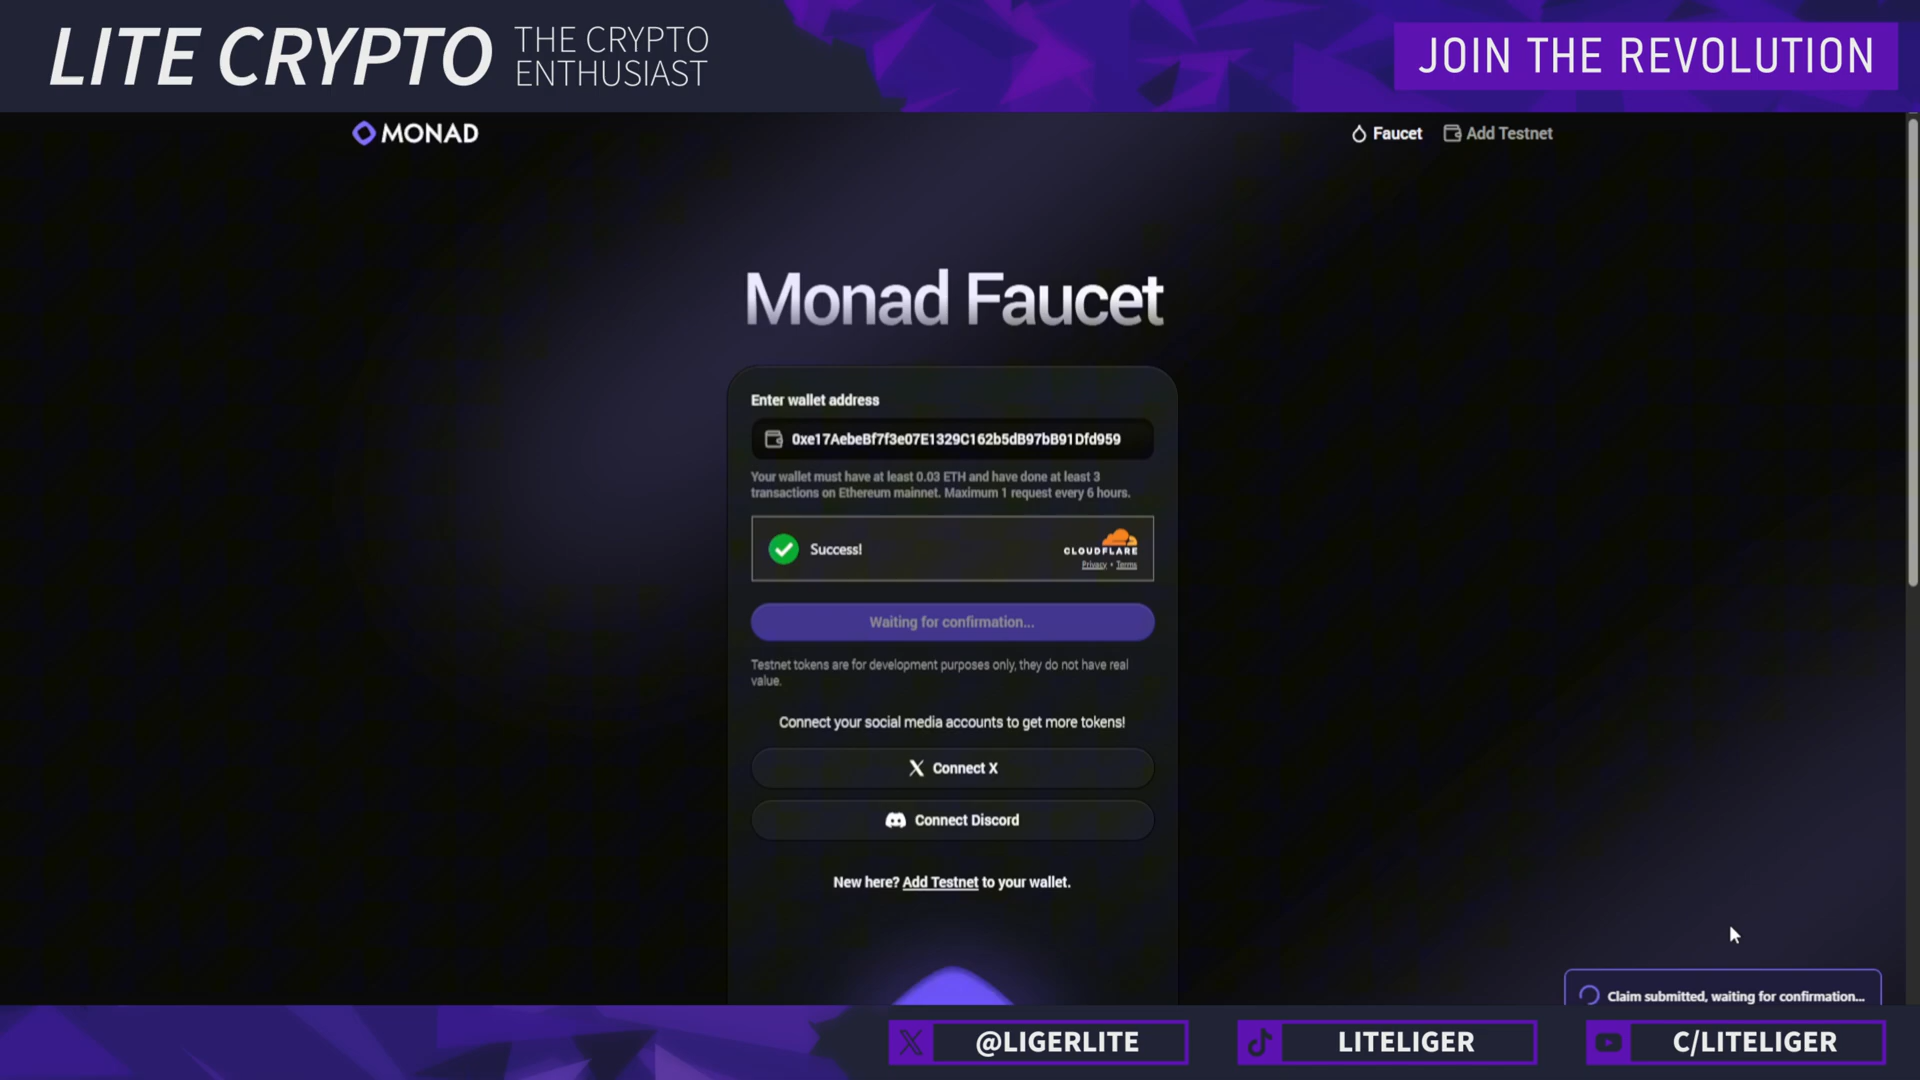 LITE CRYPTO
THE CRYPTO
ENTHUSIAST
JOIN THE REVOLUTION
MONAD
Faucet
Add Testnet
Monad Faucet
Enter wallet address
0xe17AebeBf7f3e07E1329C162b5dB97bB91Dfd959
Your wallet must have at least 0.03 ETH and have done at least 3
transactions on Ethereum mainnet. Maximum 1 request every 6 hours.
Success!
CLOUDFLARE
Privacy • Terms
Waiting for confirmation...
Testnet tokens are for development purposes only, they do not have real
value.
Connect your social media accounts to get more tokens!
Connect X
Connect Discord
New here? Add Testnet to your wallet.
Claim submitted, waiting for confirmation...
@LIGERLITE
LITELIGER
C/LITELIGER